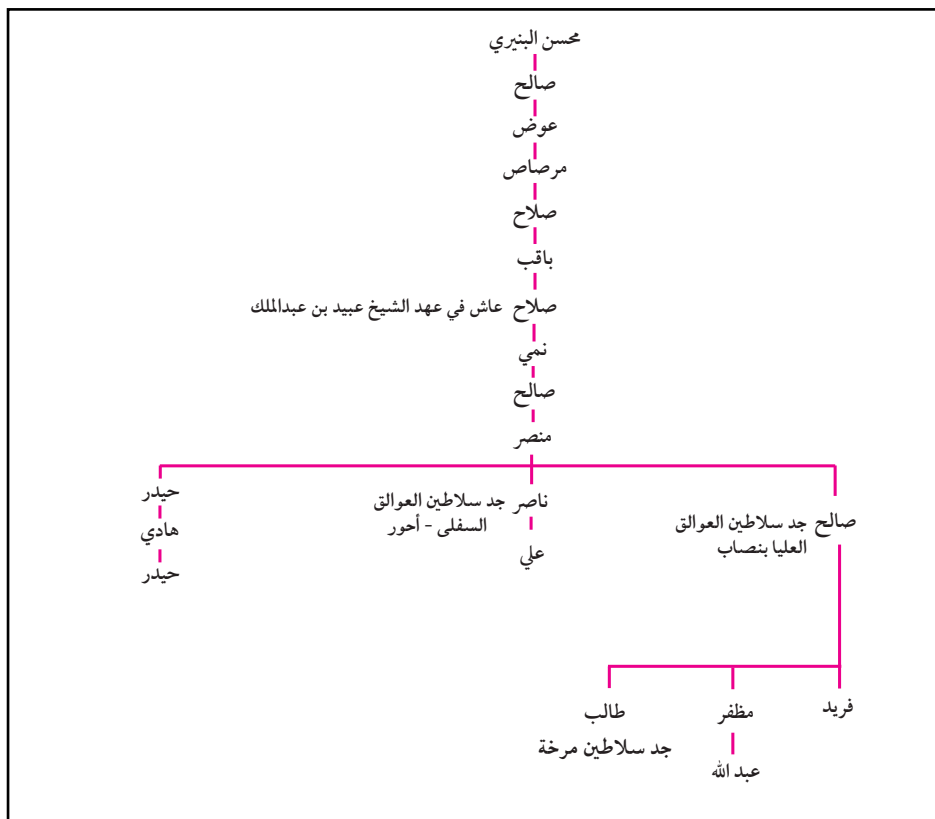 محسن البنيري
صالح
عوض
مرصاص
صلاح
باقب
صلاح عاش في عهد الشيخ عبيد بن عبدالملك
نمي
صالح
منصر
صالح جد سلاطين العوالق
العليا بنصاب
ناصر جد سلاطين العوالق
السفلى - أحور
علي
حيدر
هادي
حيدر
فريد
مظفر
عبد الله
طالب
جد سلاطين مرخة